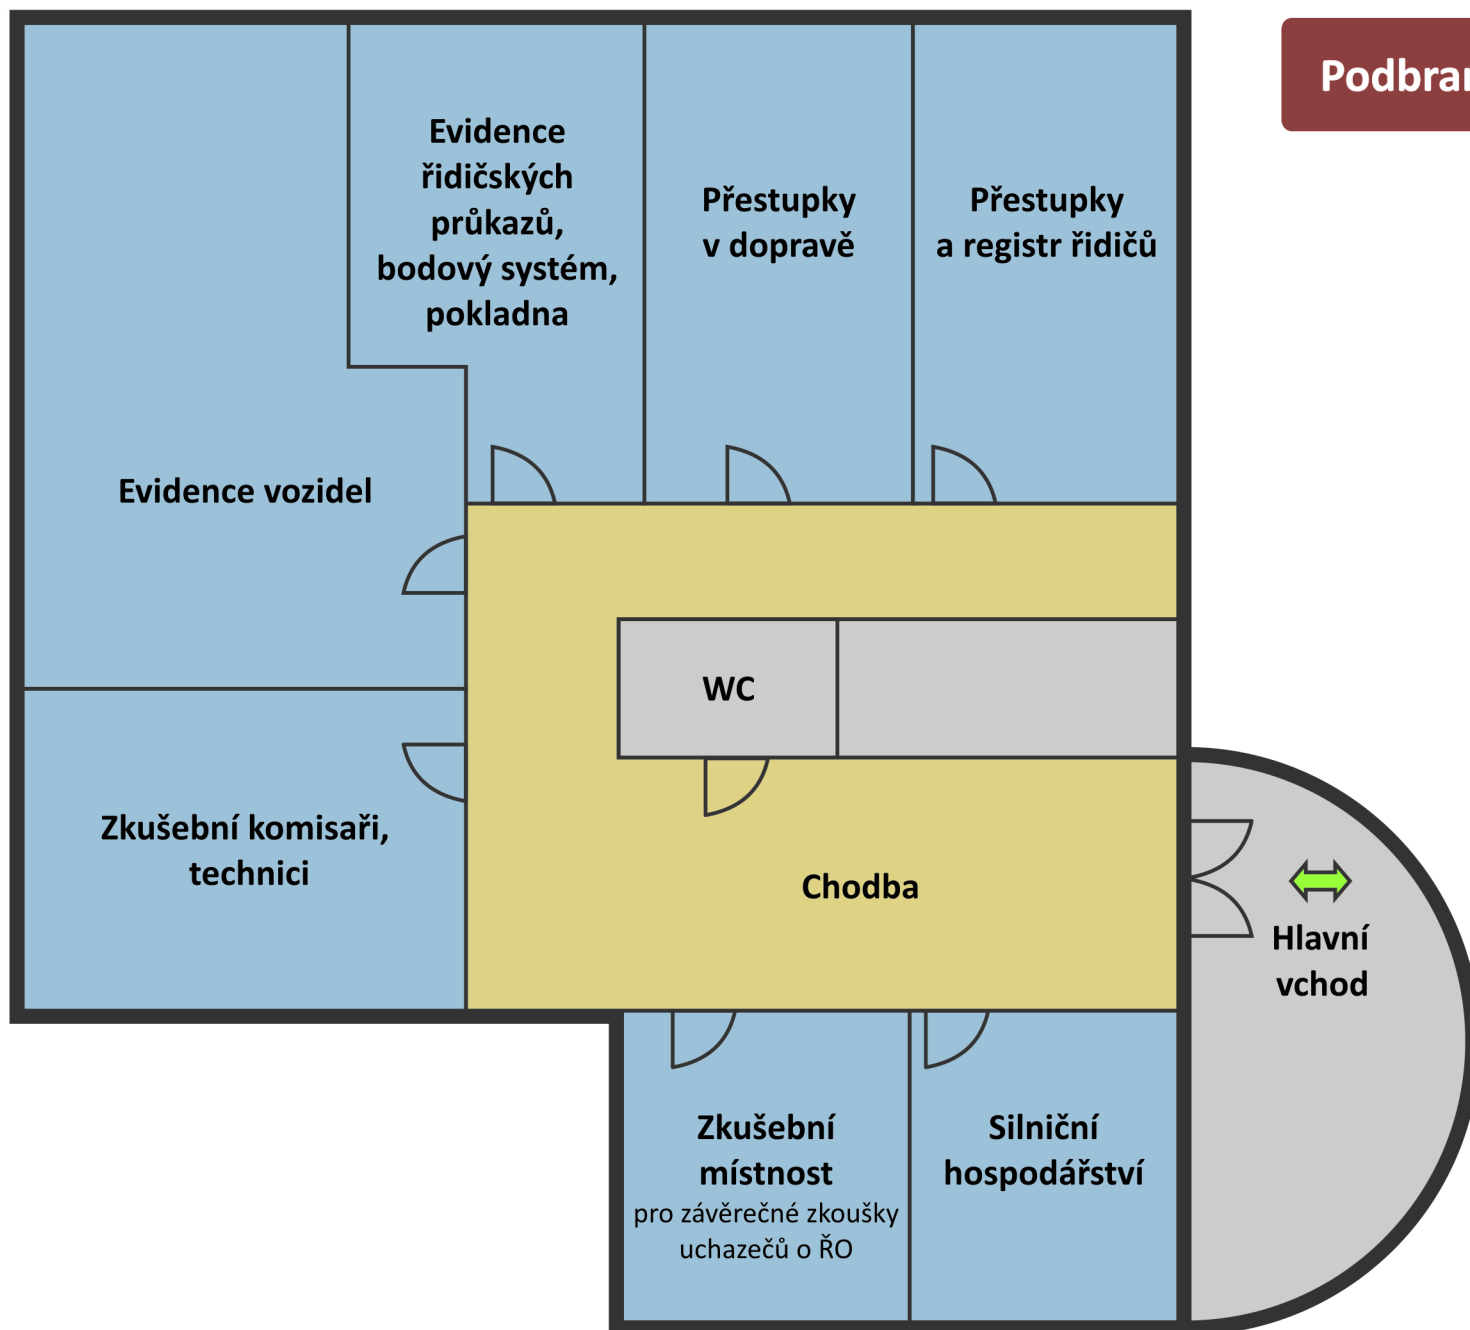 Evidence
řidičských
průkazů,
bodový systém,
pokladna
Přestupky
v dopravě
Přestupky
a registr řidičů
Evidence vozidel
WC
Zkušební komisaři,
technici
Chodba
Hlavní
vchod
Zkušební
místnost
pro závěrečné zkoušky
uchazečů o ŘO
Silniční
hospodářství